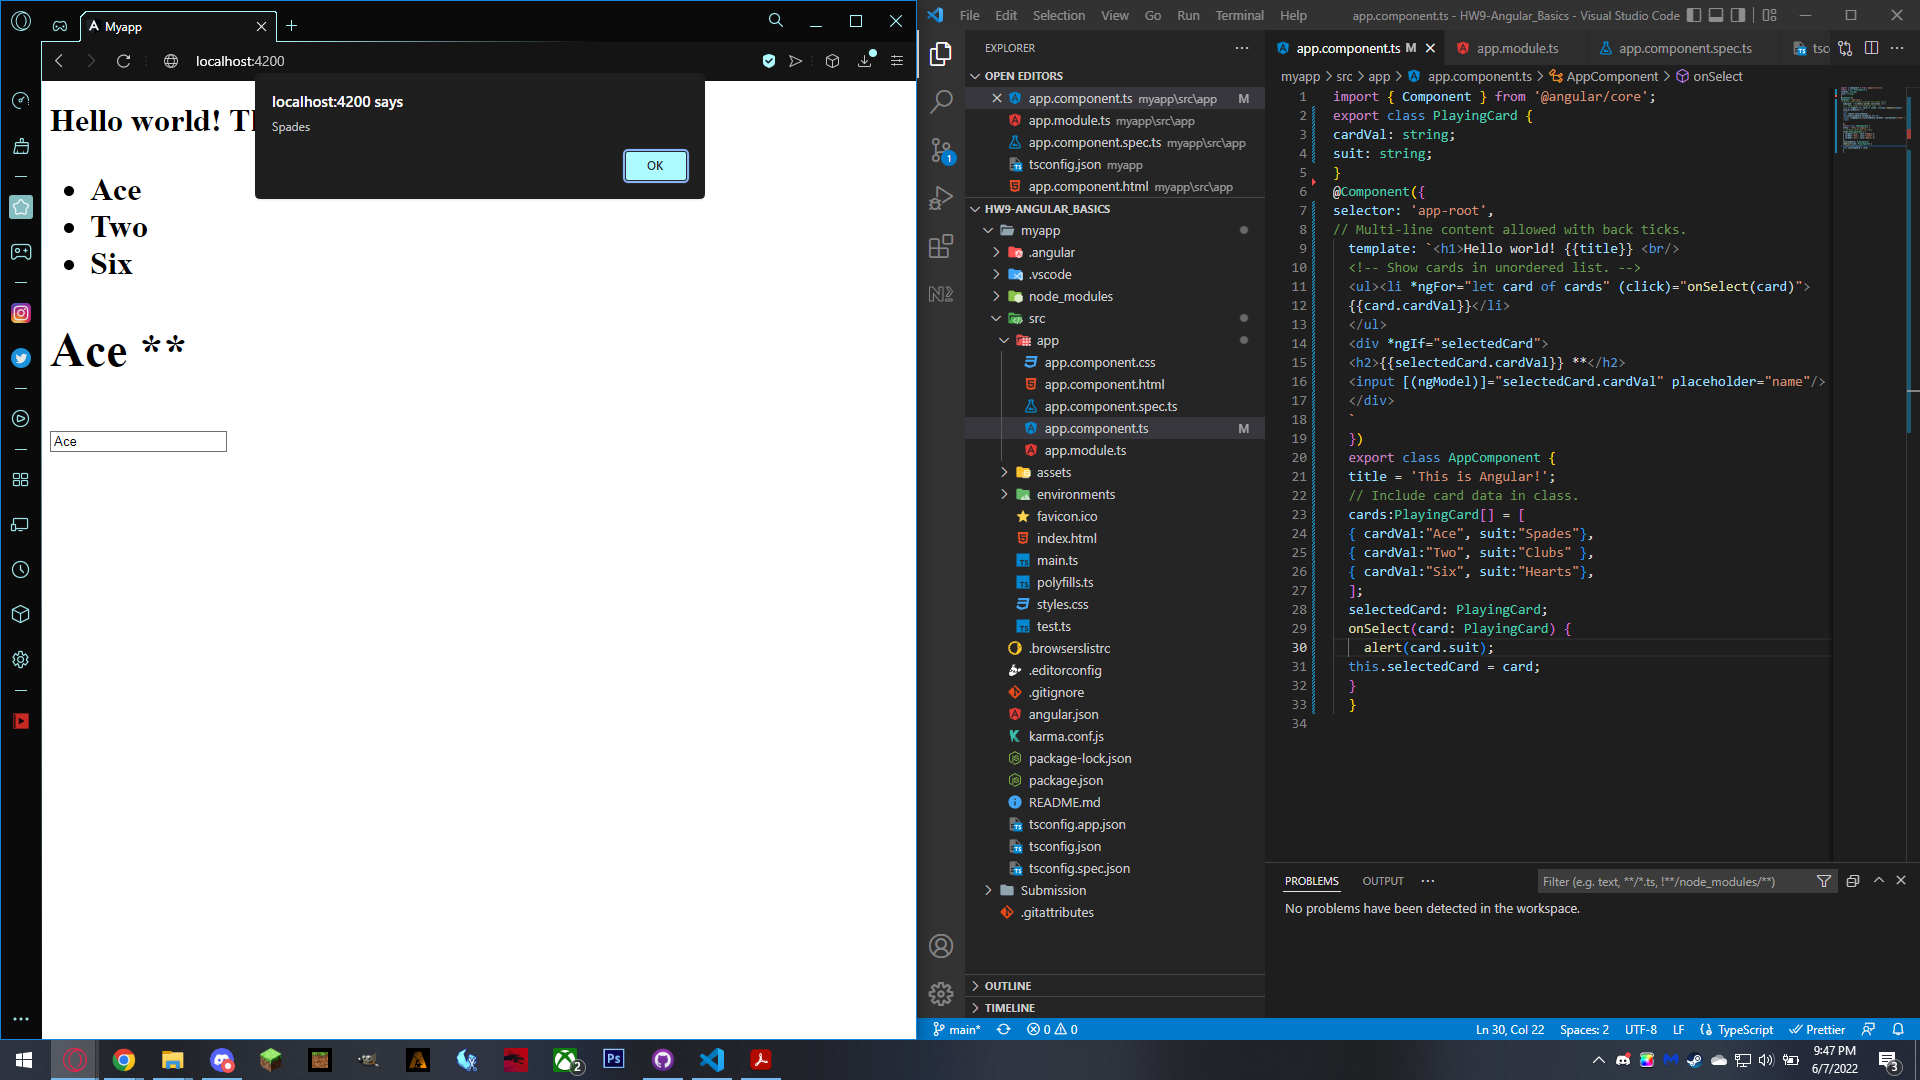 Myapp
localhost:4200
localhost:4200 says
Spades
OK
Hello world! Th
Ace
Two
Six
Ace **
Ace
File Edit Selection View Go Run Terminal Help
app.component.ts - HW9-Angular_Basics - Visual Studio Code
EXPLORER
OPEN EDITORS
app.component.ts myapp\src\app M
app.module.ts myapp\src\app
app.component.spec.ts myapp\src\app
tsconfig.json myapp
app.component.html myapp\src\app
HW9-ANGULAR_BASICS
myapp
.angular
.vscode
node_modules
src
app
app.component.css
app.component.html
app.component.spec.ts
app.component.ts M
app.module.ts
assets
environments
favicon.ico
index.html
main.ts
polyfills.ts
styles.css
test.ts
.browserslistrc
.editorconfig
.gitignore
angular.json
karma.conf.js
package-lock.json
package.json
README.md
tsconfig.app.json
tsconfig.json
tsconfig.spec.json
Submission
.gitattributes
OUTLINE
TIMELINE
app.component.ts M app.module.ts app.component.spec.ts tsc
myapp > src > app > app.component.ts > AppComponent > onSelect
1 import { Component } from '@angular/core';
2 export class PlayingCard {
3 cardVal: string;
4 suit: string;
5 }
6 @Component({
7 selector: 'app-root',
8 // Multi-line content allowed with back ticks.
9 template: `<h1>Hello world! {{title}} <br/>
10 <!-- Show cards in unordered list. -->
11 <ul><li *ngFor="let card of cards" (click)="onSelect(card)">
12 {{card.cardVal}}</li>
13 </ul>
14 <div *ngIf="selectedCard">
15 <h2>{{selectedCard.cardVal}} **</h2>
16 <input [(ngModel)]="selectedCard.cardVal" placeholder="name"/>
17 </div>
18 `
19 })
20 export class AppComponent {
21 title = 'This is Angular!';
22 // Include card data in class.
23 cards:PlayingCard[] = [
24 { cardVal:"Ace", suit:"Spades"},
25 { cardVal:"Two", suit:"Clubs" },
26 { cardVal:"Six", suit:"Hearts"},
27 ];
28 selectedCard: PlayingCard;
29 onSelect(card: PlayingCard) {
30 alert(card.suit);
31 this.selectedCard = card;
32 }
33 }
34
PROBLEMS OUTPUT
Filter (e.g. text, **/*.ts, !**/node_modules/**)
No problems have been detected in the workspace.
main* 0 0 Ln 30, Col 22 Spaces: 2 UTF-8 LF TypeScript Prettier
9:47 PM
6/7/2022